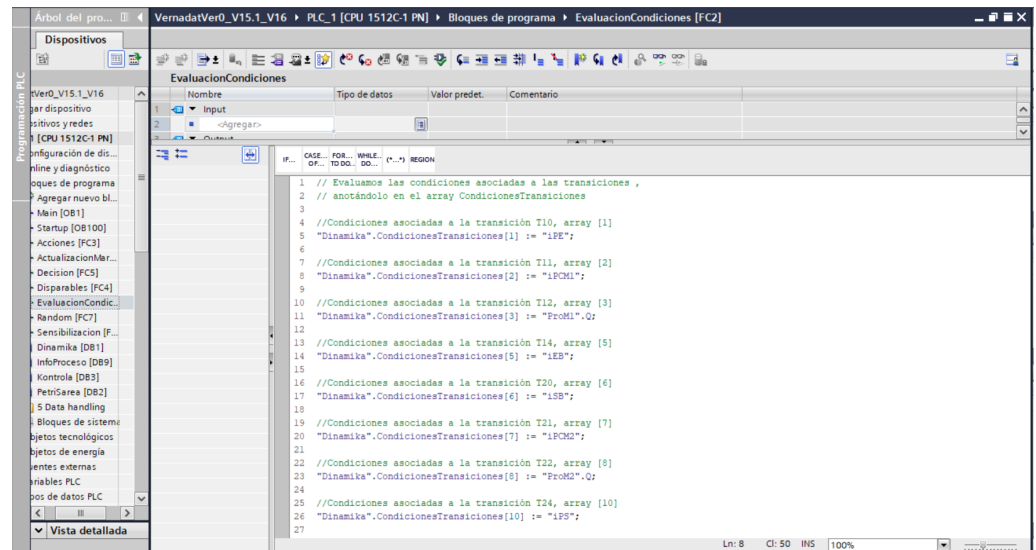 Árbol del pro...
VernadatVer0_V15.1_V16 ▸ PLC_1 [CPU 1512C-1 PN] ▸ Bloques de programa ▸ EvaluacionCondiciones [FC2]
Dispositivos
Programación PLC
tVer0_V15.1_V16
gar dispositivo
ositivos y redes
1 [CPU 1512C-1 PN]
onfiguración de dis...
nline y diagnóstico
oques de programa
Agregar nuevo bl...
Main [OB1]
Startup [OB100]
Acciones [FC3]
ActualizacionMar...
Decision [FC5]
Disparables [FC4]
EvaluacionCondic...
Random [FC7]
Sensibilizacion [F...
Dinamika [DB1]
InfoProceso [DB9]
Kontrola [DB3]
PetriSarea [DB2]
5 Data handling
Bloques de sistema
bjetos tecnológicos
bjetos de energía
uentes externas
ariables PLC
pos de datos PLC
Vista detallada
EvaluacionCondiciones
Nombre Tipo de datos Valor predet. Comentario
1 Input
2 <Agregar>
3 Output
IF... CASE... OF... FOR... TO DO... WHILE... DO... (*...*) REGION
1 // Evaluamos las condiciones asociadas a las transiciones ,
2 // anotándolo en el array CondicionesTransiciones
3
4 //Condiciones asociadas a la transición T10, array [1]
5 "Dinamika".CondicionesTransiciones[1] := "iPE";
6
7 //Condiciones asociadas a la transición T11, array [2]
8 "Dinamika".CondicionesTransiciones[2] := "iPCM1";
9
10 //Condiciones asociadas a la transición T12, array [3]
11 "Dinamika".CondicionesTransiciones[3] := "ProM1".Q;
12
13 //Condiciones asociadas a la transición T14, array [5]
14 "Dinamika".CondicionesTransiciones[5] := "iEB";
15
16 //Condiciones asociadas a la transición T20, array [6]
17 "Dinamika".CondicionesTransiciones[6] := "iSB";
18
19 //Condiciones asociadas a la transición T21, array [7]
20 "Dinamika".CondicionesTransiciones[7] := "iPCM2";
21
22 //Condiciones asociadas a la transición T22, array [8]
23 "Dinamika".CondicionesTransiciones[8] := "ProM2".Q;
24
25 //Condiciones asociadas a la transición T24, array [10]
26 "Dinamika".CondicionesTransiciones[10] := "iPS";
27
Ln: 8 Cl: 50 INS 100%